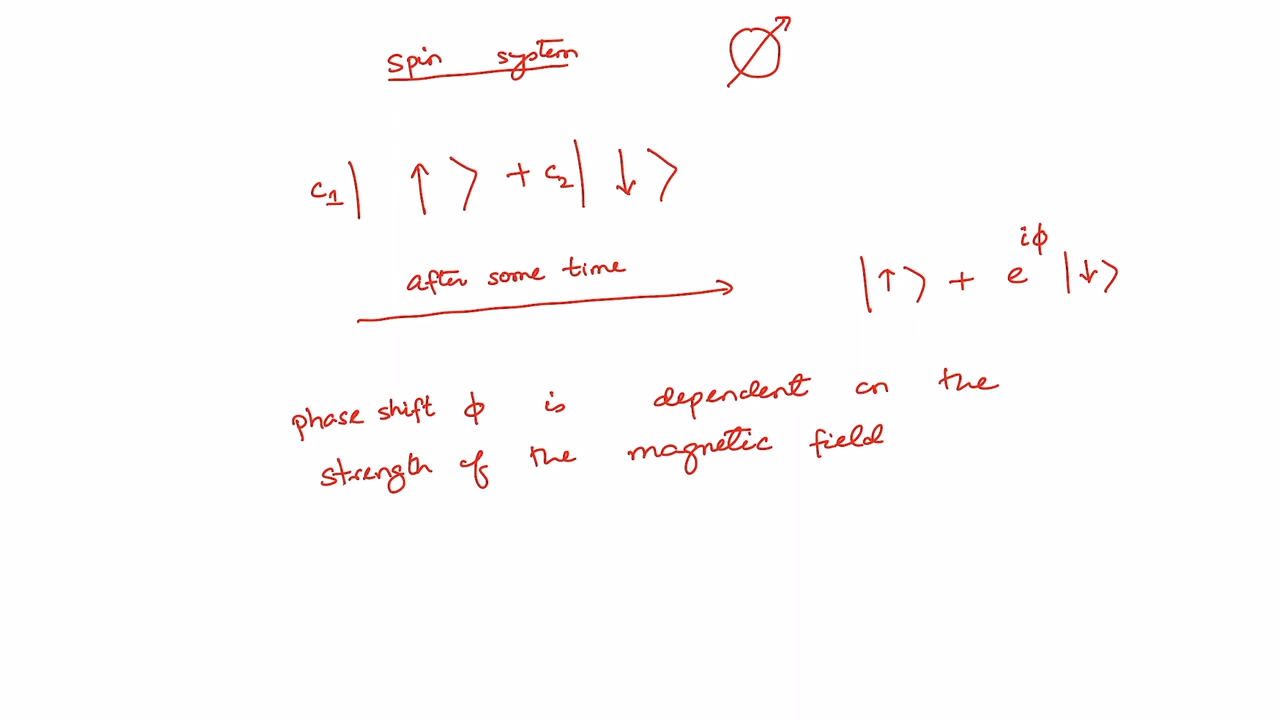 spin system
c₁|↑⟩ + c₂|↓⟩
after some time
|↑⟩ + e^{iϕ} |↓⟩
phase shift ϕ is dependent on the
strength of the magnetic field